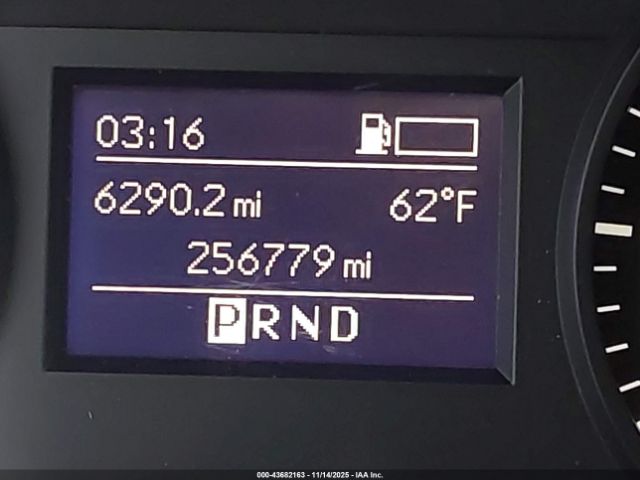 03:16
6290.2 mi 62°F
256779 mi
PRND
000-43682163 - 11/14/2025 - IAA Inc.